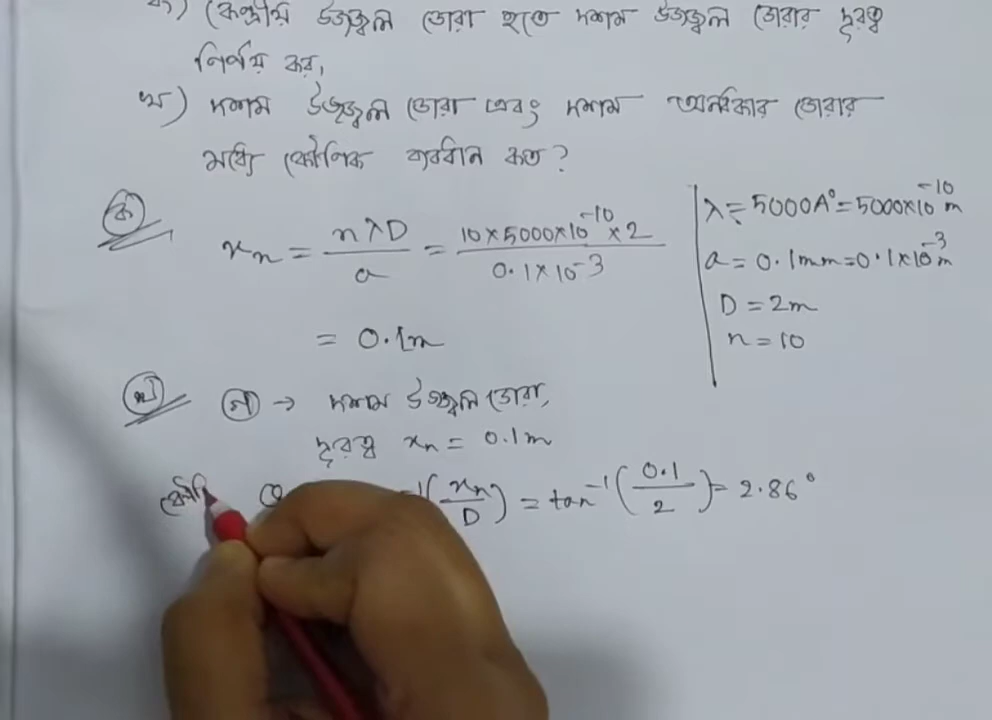 ক) কেন্দ্রীয় উজ্জ্বল ডোরা হতে দশম উজ্জ্বল ডোরার দূরত্ব
নির্ণয় কর,
খ) দশম উজ্জ্বল ডোরা এবং দশম অন্ধকার ডোরার
মধ্যে কৌণিক ব্যবধান কত?
ক
xₙ = nλD/a = 10×5000×10⁻¹⁰×2/0.1×10⁻³
= 0.1m
λ = 5000A° = 5000×10⁻¹⁰m
a = 0.1mm = 0.1×10⁻³m
D = 2m
n = 10
খ → দশম উজ্জ্বল ডোরা,
দূরত্ব xₙ = 0.1m
কৌণি ⁻¹(xₙ/D) = tan⁻¹(0.1/2) = 2.86°